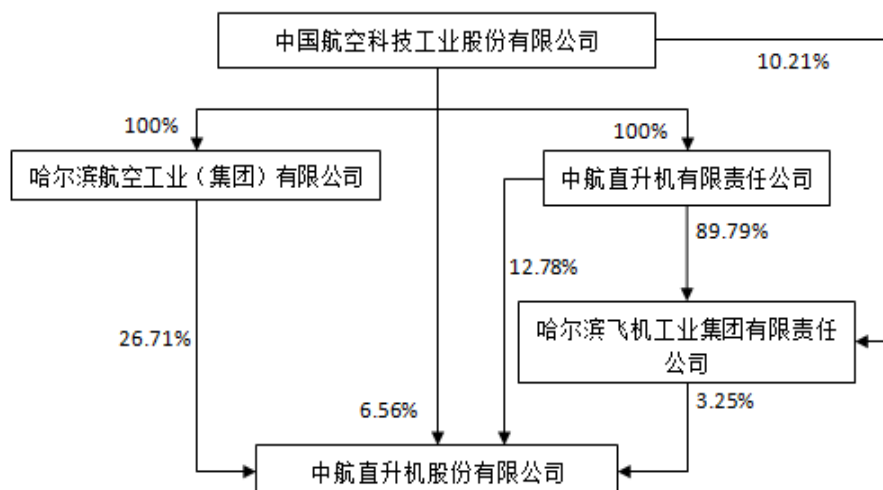 中国航空科技工业股份有限公司
10.21%
100%
100%
哈尔滨航空工业（集团）有限公司
中航直升机有限责任公司
89.79%
12.78%
26.71%
哈尔滨飞机工业集团有限责任
公司
6.56%
3.25%
中航直升机股份有限公司